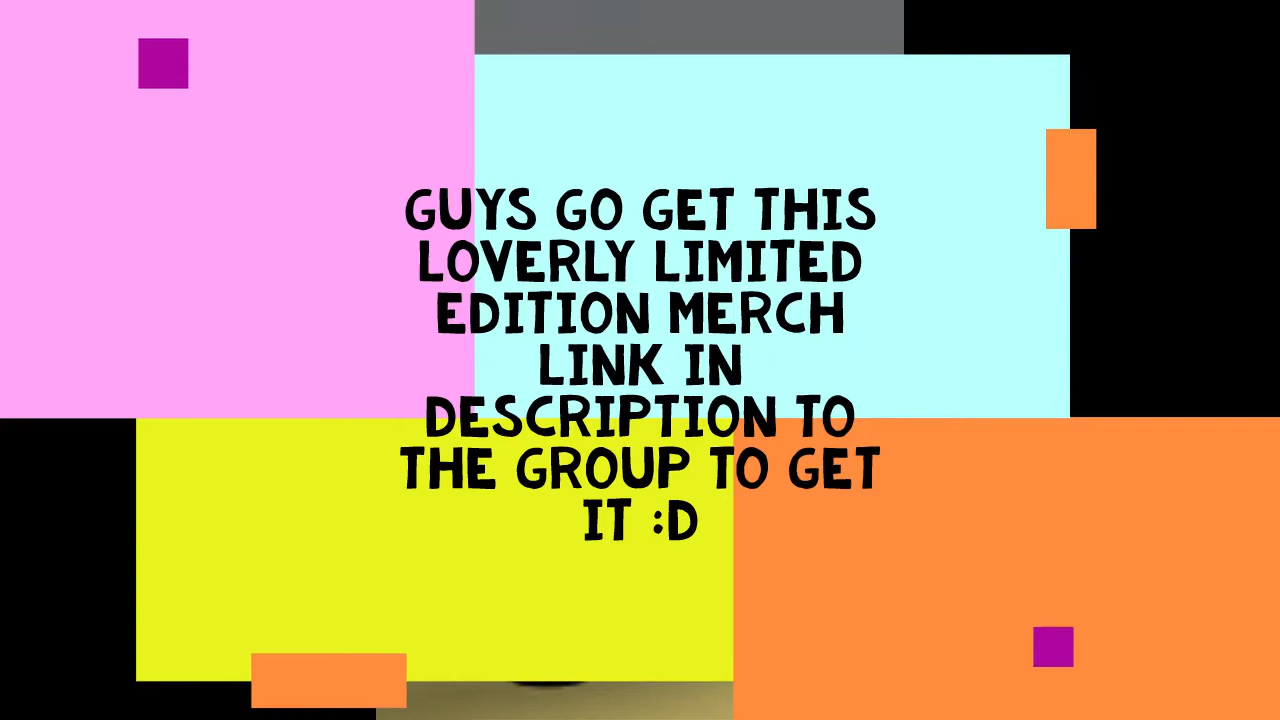 GUYS GO GET THIS
LOVERLY LIMITED
EDITION MERCH
LINK IN
DESCRIPTION TO
THE GROUP TO GET
IT :D